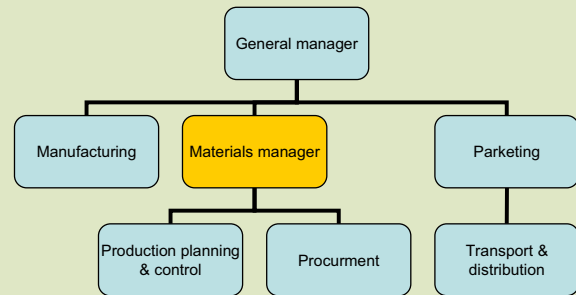 General manager
Manufacturing
Materials manager
Parketing
Production planning
& control
Procurment
Transport &
distribution